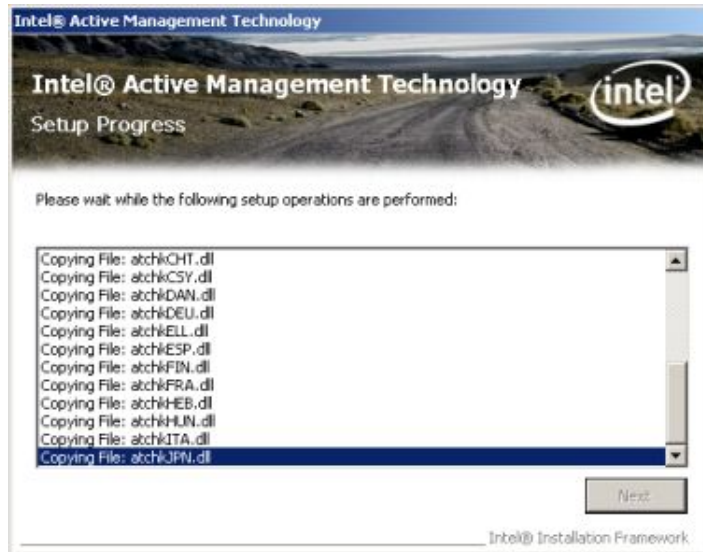 Intel® Active Management Technology
Intel® Active Management Technology
intel
Setup Progress
Please wait while the following setup operations are performed:
Copying File: atchkCHT.dll
Copying File: atchkCSY.dll
Copying File: atchkDAN.dll
Copying File: atchkDEU.dll
Copying File: atchkELL.dll
Copying File: atchkESP.dll
Copying File: atchkFIN.dll
Copying File: atchkFRA.dll
Copying File: atchkHEB.dll
Copying File: atchkHUN.dll
Copying File: atchkITA.dll
Copying File: atchkJPN.dll
Next
Intel® Installation Framework